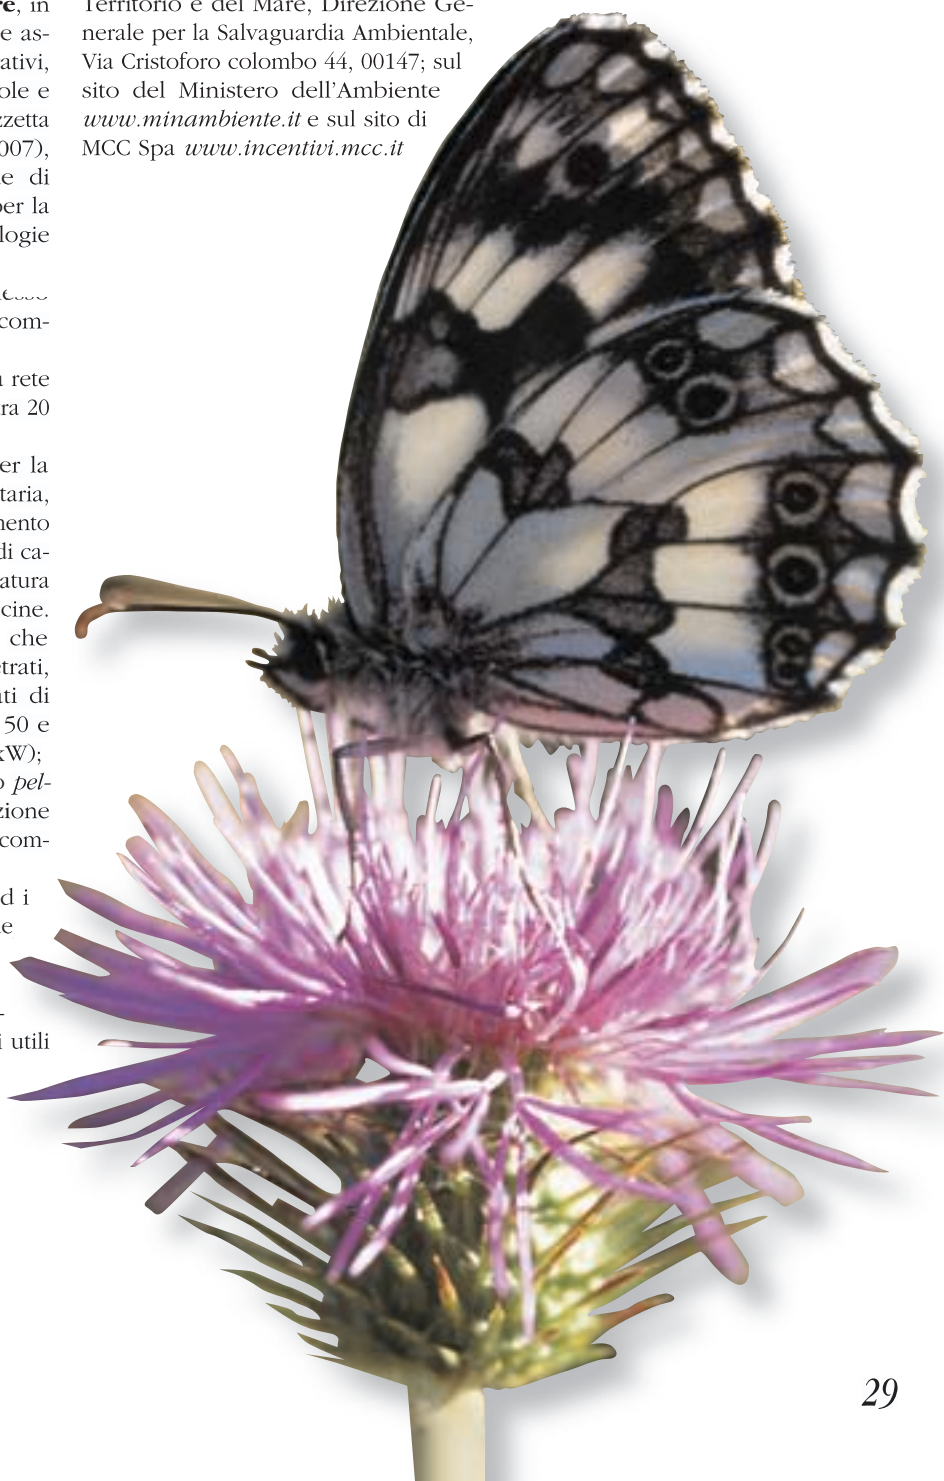 re, in
e as-
ativi,
ole e
zzetta
007),
e di
per la
logie
com-
rete
ra 20
er la
taria,
mento
di ca-
atura
cine.
che
etrati,
ati di
50 e
kW);
o pel-
zione
com-
d i
e
-
i utili
Territorio e del Mare, Direzione Ge-
nerale per la Salvaguardia Ambientale,
Via Cristoforo colombo 44, 00147; sul
sito del Ministero dell'Ambiente
www.minambiente.it e sul sito di
MCC Spa www.incentivi.mcc.it
29